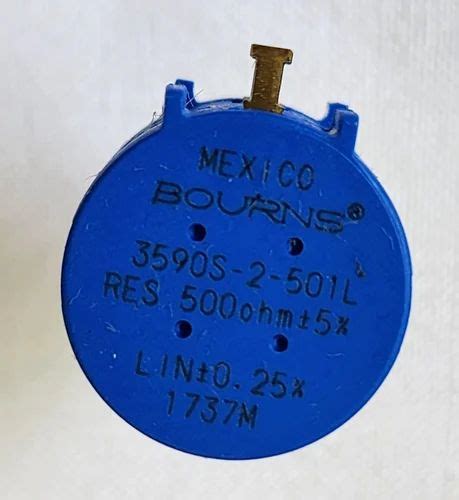 MEXICO
BOURNS®
3590S-2-501L
RES 500ohm±5%
LIN±0.25%
1737M